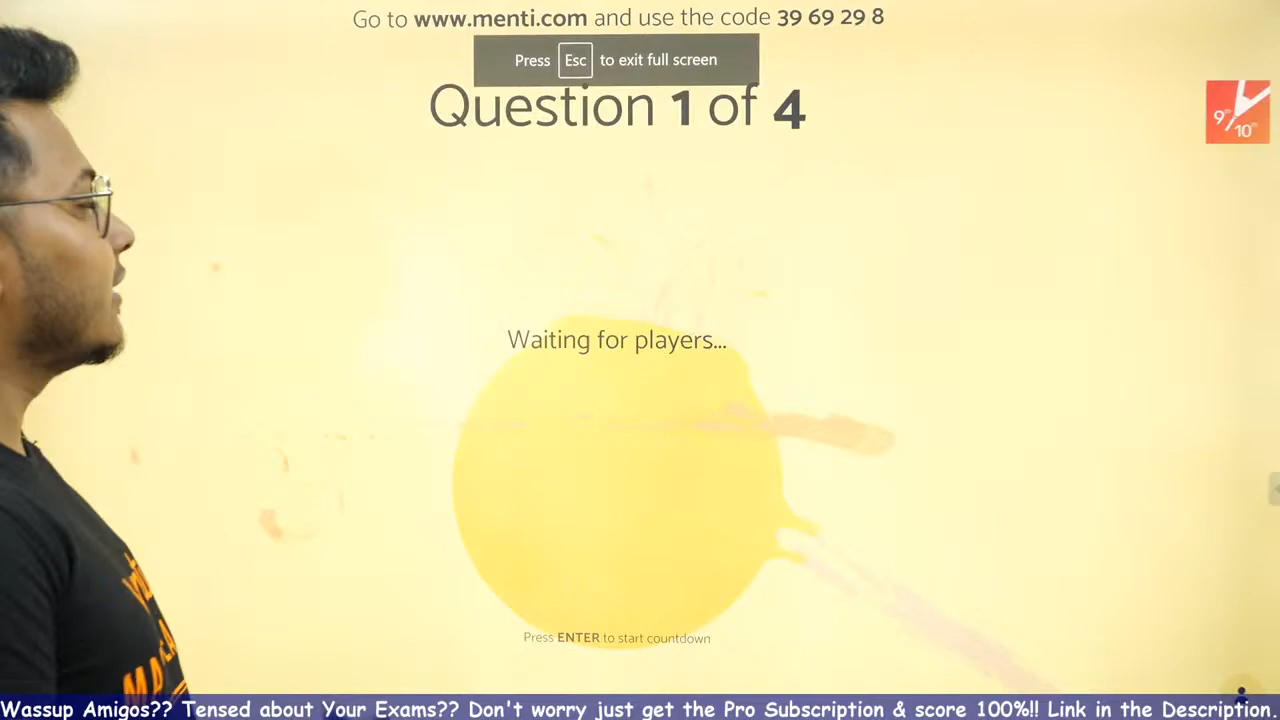 Go to www.menti.com and use the code 39 69 29 8
Press Esc to exit full screen
Question 1 of 4
9th/10th
Waiting for players...
Press ENTER to start countdown
Wassup Amigos?? Tensed about Your Exams?? Don't worry just get the Pro Subscription & score 100%!! Link in the Description.